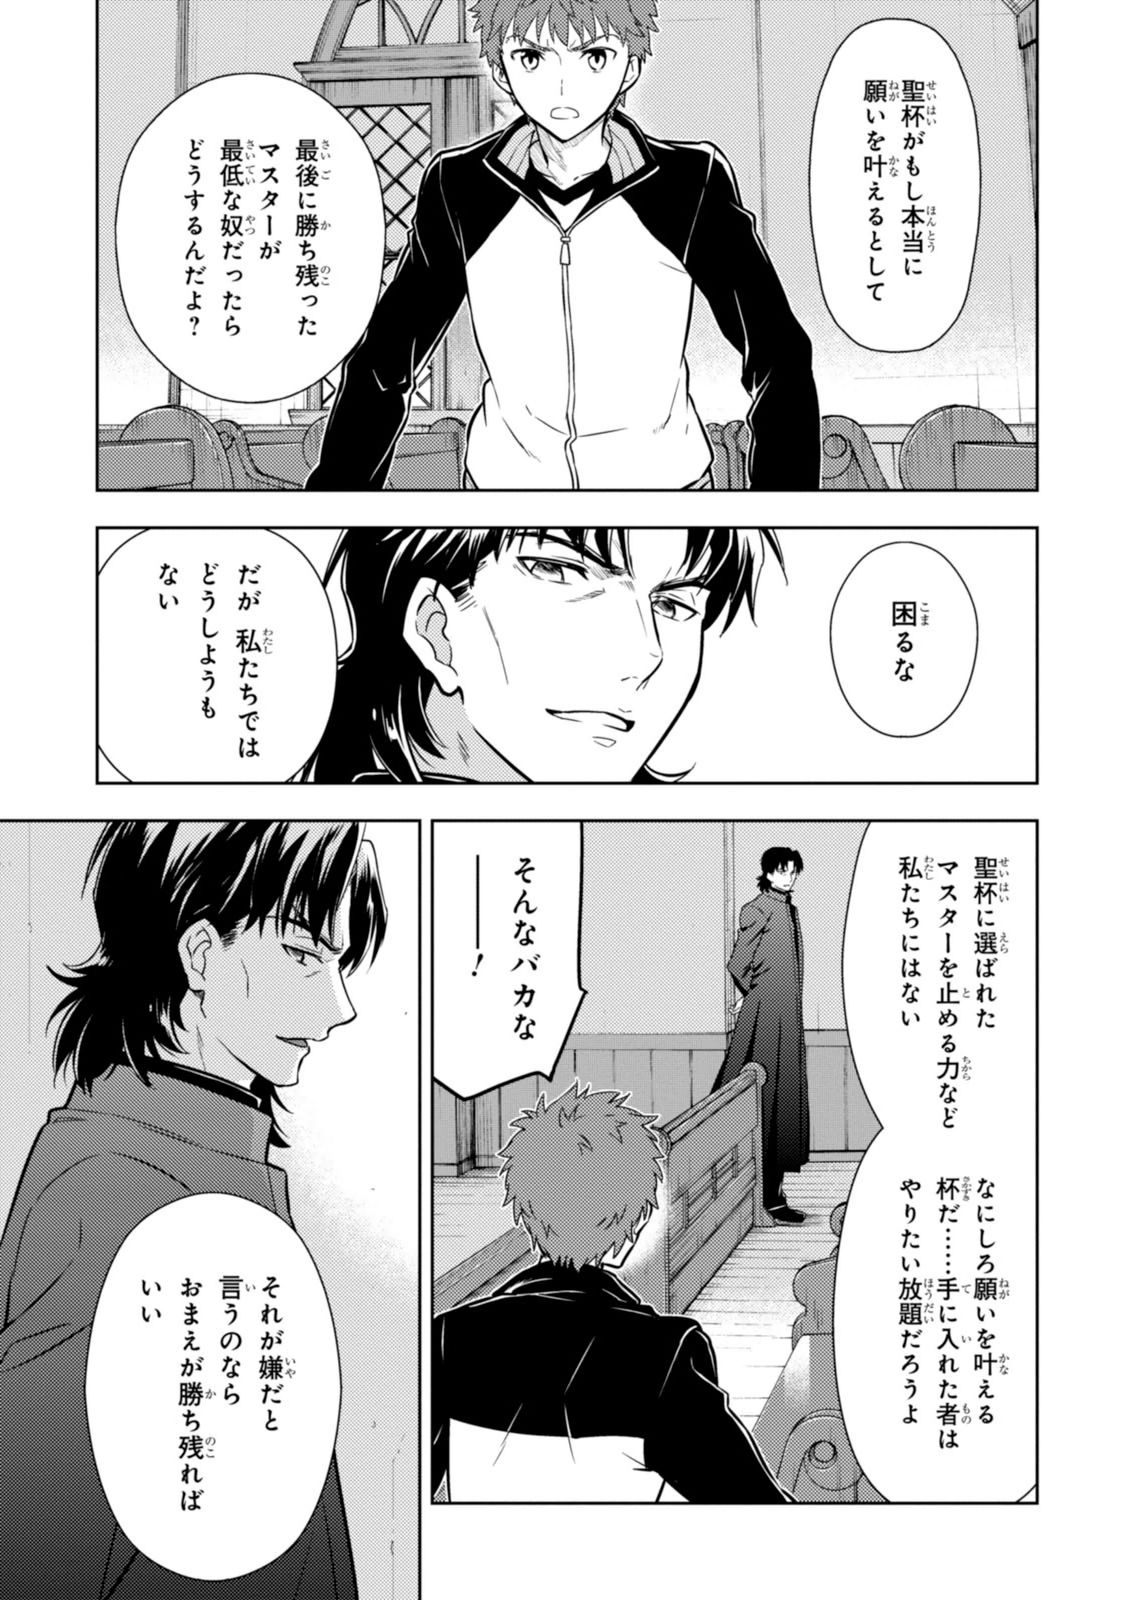 聖杯がもし本当に
願いを叶えるとして
最後に勝ち残った
マスターが
最低な奴だったら
どうするんだよ?
困るな
だが 私たちでは
どうしようも
ない
聖杯に選ばれた
マスターを止める力など
私たちにはない
なにしろ願いを叶える
杯だ……手に入れた者は
やりたい放題だろうよ
そんなバカな
――!
それが嫌だと
言うのなら
おまえが勝ち残れば
いい